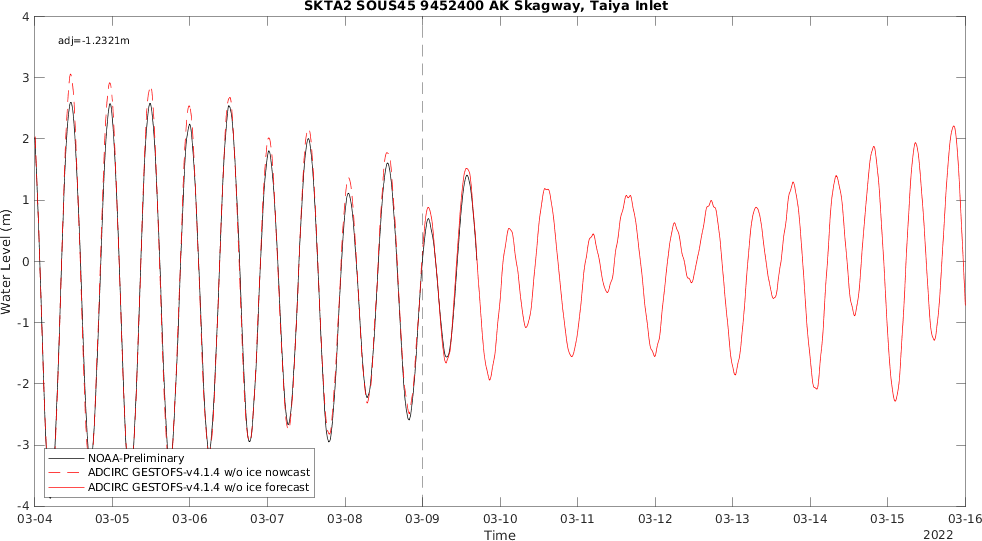 SKTA2 SOUS45 9452400 AK Skagway, Taiya Inlet
adj=-1.2321m
4
3
2
1
0
-1
-2
-3
-4
Water Level (m)
NOAA-Preliminary
ADCIRC GESTOFS-v4.1.4 w/o ice nowcast
ADCIRC GESTOFS-v4.1.4 w/o ice forecast
03-04 03-05 03-06 03-07 03-08 03-09 03-10 03-11 03-12 03-13 03-14 03-15 03-16
Time
2022